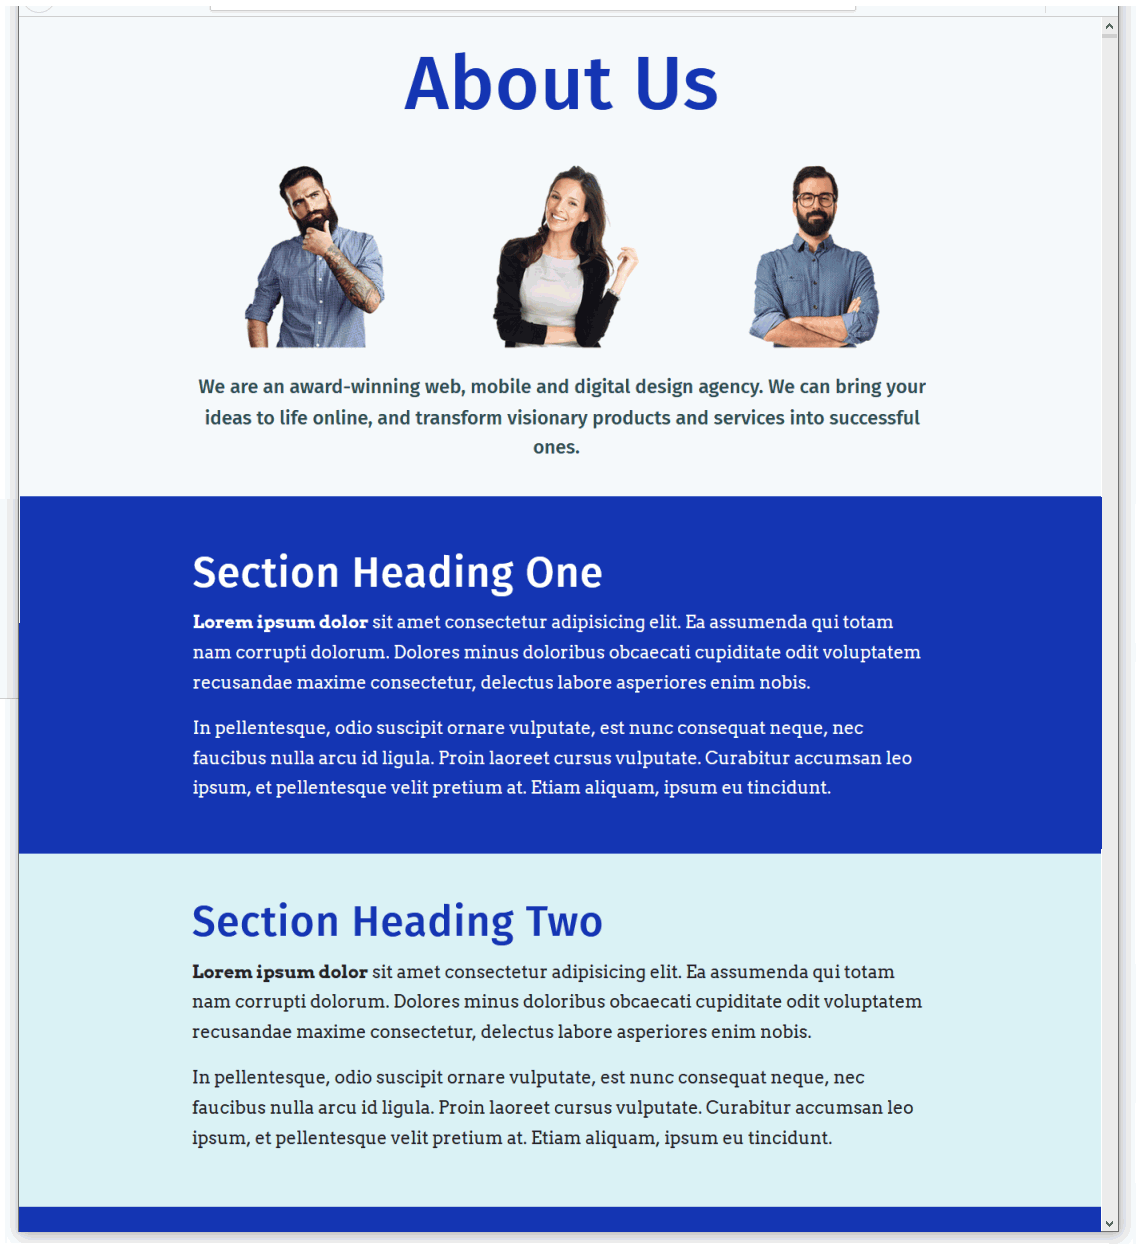 About Us
We are an award-winning web, mobile and digital design agency. We can bring your
ideas to life online, and transform visionary products and services into successful
ones.
Section Heading One
Lorem ipsum dolor sit amet consectetur adipisicing elit. Ea assumenda qui totam
nam corrupti dolorum. Dolores minus doloribus obcaecati cupiditate odit voluptatem
recusandae maxime consectetur, delectus labore asperiores enim nobis.
In pellentesque, odio suscipit ornare vulputate, est nunc consequat neque, nec
faucibus nulla arcu id ligula. Proin laoreet cursus vulputate. Curabitur accumsan leo
ipsum, et pellentesque velit pretium at. Etiam aliquam, ipsum eu tincidunt.
Section Heading Two
Lorem ipsum dolor sit amet consectetur adipisicing elit. Ea assumenda qui totam
nam corrupti dolorum. Dolores minus doloribus obcaecati cupiditate odit voluptatem
recusandae maxime consectetur, delectus labore asperiores enim nobis.
In pellentesque, odio suscipit ornare vulputate, est nunc consequat neque, nec
faucibus nulla arcu id ligula. Proin laoreet cursus vulputate. Curabitur accumsan leo
ipsum, et pellentesque velit pretium at. Etiam aliquam, ipsum eu tincidunt.